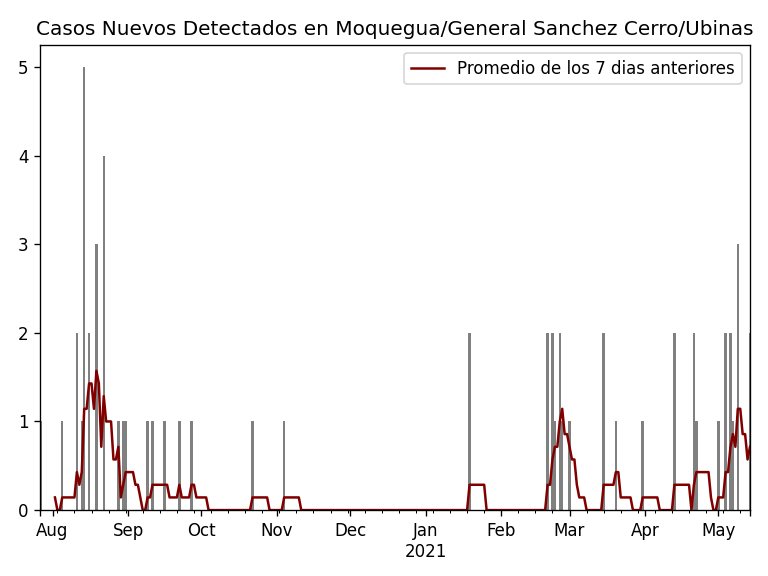 Casos Nuevos Detectados en Moquegua/General Sanchez Cerro/Ubinas
Promedio de los 7 dias anteriores
5
4
3
2
1
0
Aug Sep Oct Nov Dec Jan Feb Mar Apr May
2021